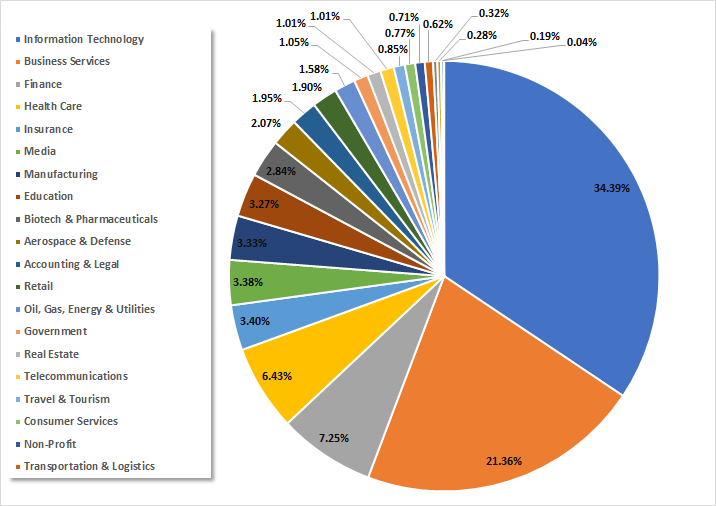 Information Technology
Business Services
Finance
Health Care
Insurance
Media
Manufacturing
Education
Biotech & Pharmaceuticals
Aerospace & Defense
Accounting & Legal
Retail
Oil, Gas, Energy & Utilities
Government
Real Estate
Telecommunications
Travel & Tourism
Consumer Services
Non-Profit
Transportation & Logistics
34.39%
21.36%
7.25%
6.43%
3.40%
3.38%
3.33%
3.27%
2.84%
2.07%
1.95%
1.90%
1.58%
1.05%
1.01%
1.01%
0.85%
0.77%
0.71%
0.62%
0.32%
0.28%
0.19%
0.04%